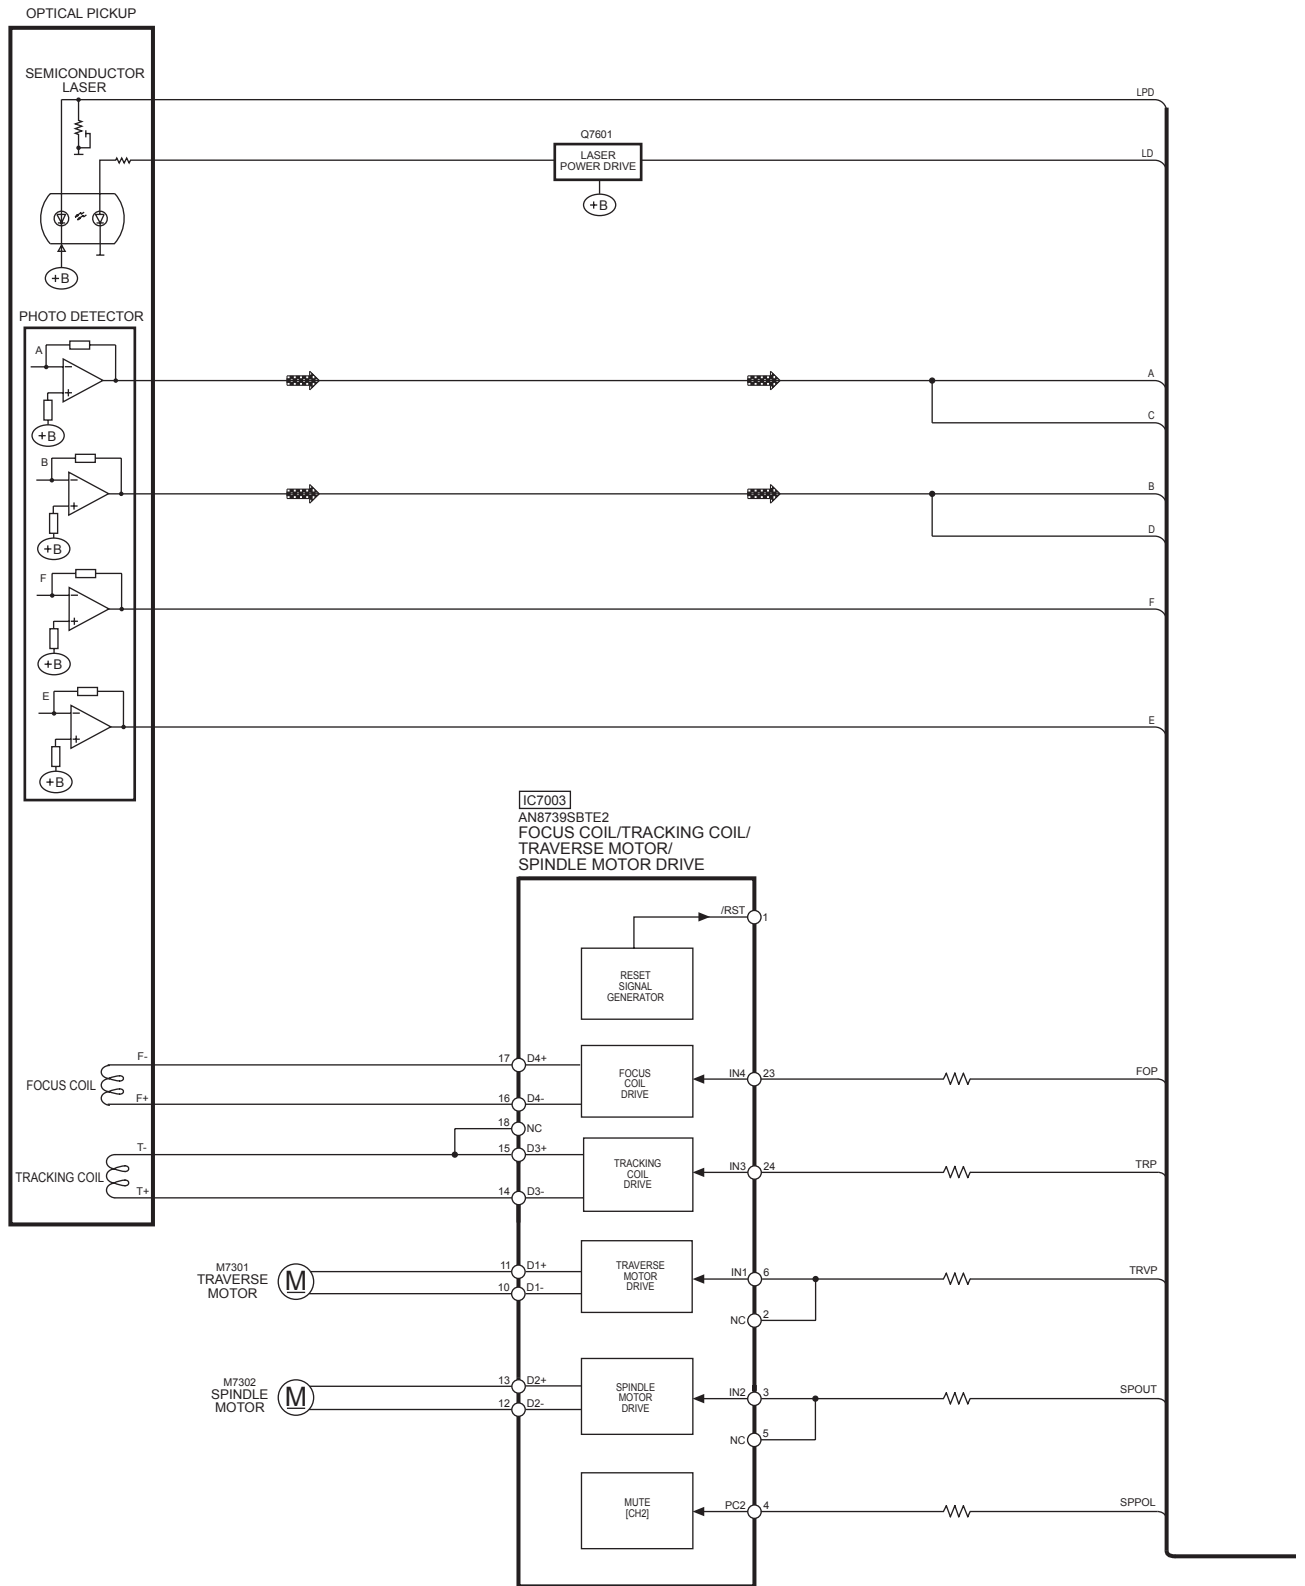 OPTICAL PICKUP
SEMICONDUCTOR
LASER
LPD
Q7601
LASER
POWER DRIVE
LD
+B
+B
PHOTO DETECTOR
A
+B
A
C
B
+B
B
D
F
+B
F
E
+B
E
IC7003
AN8739SBTE2
FOCUS COIL/TRACKING COIL/
TRAVERSE MOTOR/
SPINDLE MOTOR DRIVE
/RST
1
RESET
SIGNAL
GENERATOR
F-
17
D4+
FOCUS COIL
FOCUS
COIL
DRIVE
IN4
23
FOP
F+
16
D4-
18
NC
T-
15
D3+
TRACKING COIL
TRACKING
COIL
DRIVE
IN3
24
TRP
T+
14
D3-
M7301
TRAVERSE
MOTOR
M
11
D1+
10
D1-
TRAVERSE
MOTOR
DRIVE
IN1
6
TRVP
NC
2
M7302
SPINDLE
MOTOR
M
13
D2+
12
D2-
SPINDLE
MOTOR
DRIVE
IN2
3
SPOUT
NC
5
MUTE
[CH2]
PC2
4
SPPOL